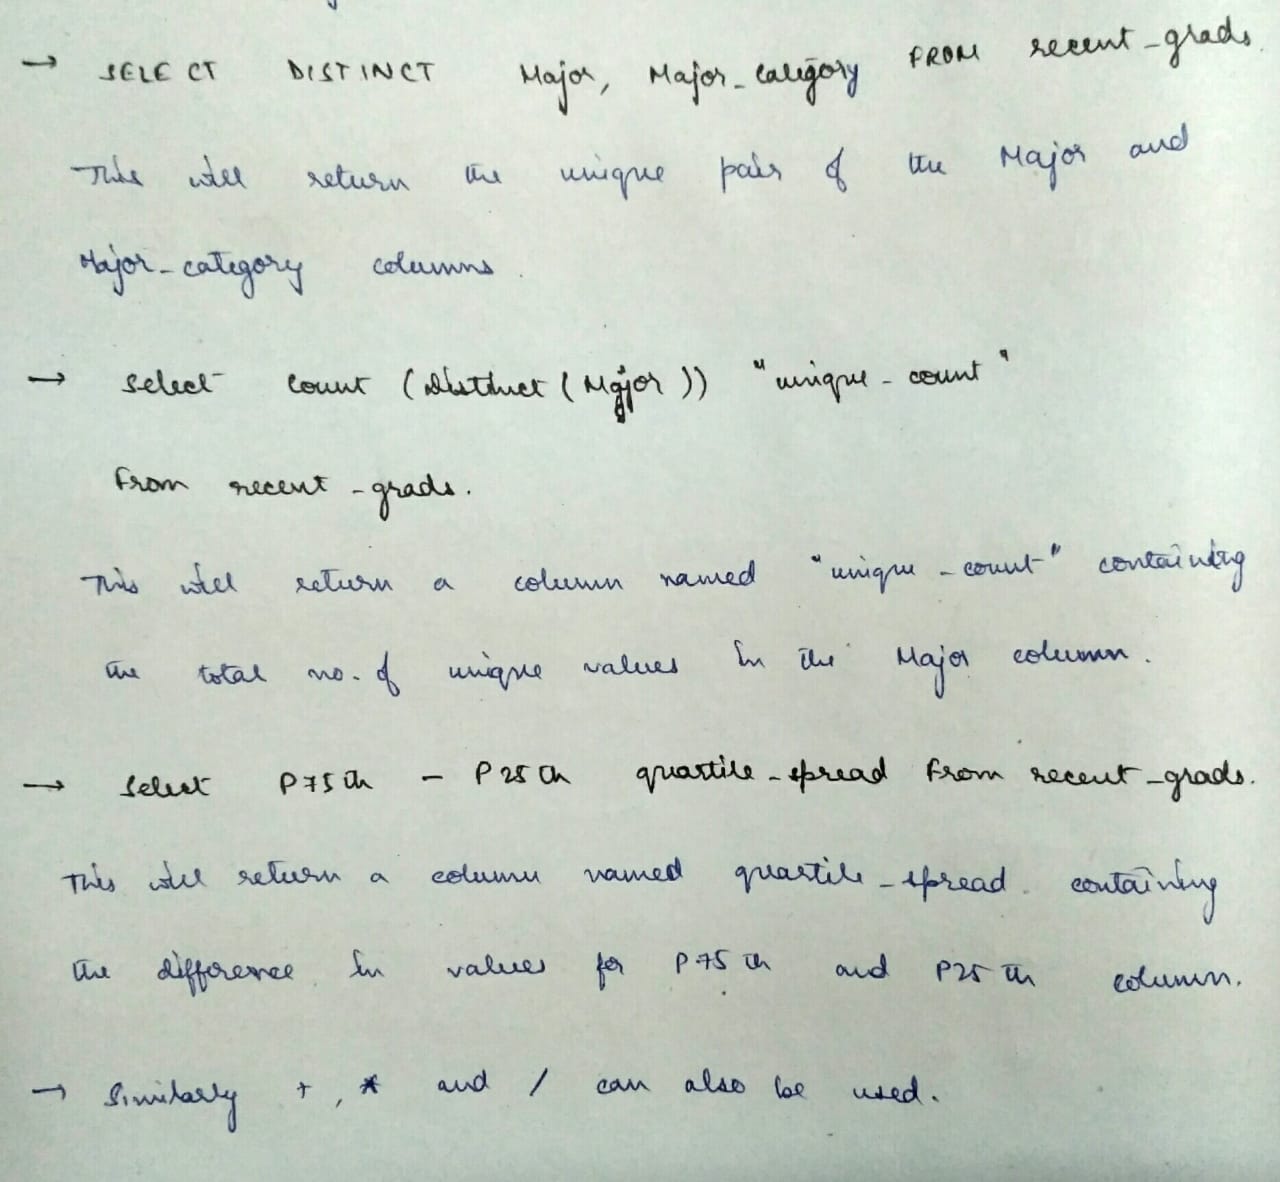 → SELECT DISTINCT Major, Major_category FROM recent_grads.
This will return the unique pair of the Major and
Major_category columns.
→ Select count (Distinct (Major)) "unique_count"
From recent_grads.
This will return a column named "unique_count" containing
the total no. of unique values in the Major column.
→ Select P75th - P25th quartile_spread From recent_grads.
This will return a column named quartile_spread containing
the difference in values for P75th and P25th column.
→ Similarly +, * and / can also be used.